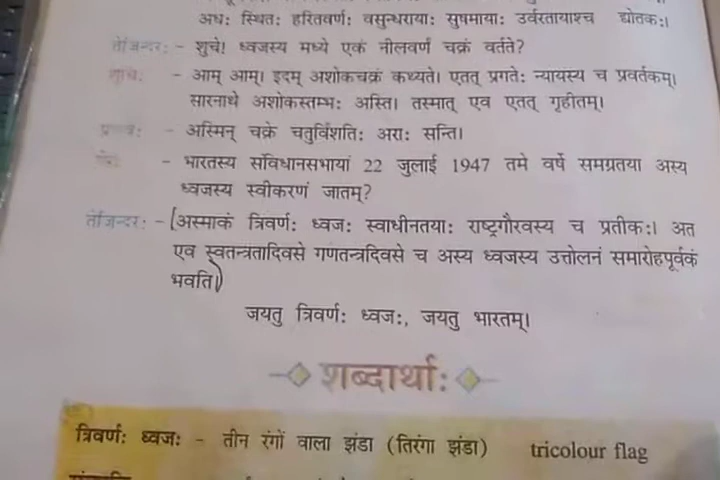 अधः स्थितः हरितवर्णः वसुन्धरायाः सुषमायाः उर्वरतायाश्च द्योतकः।
तेजिन्दरः - शुचे! ध्वजस्य मध्ये एकं नीलवर्णं चक्रं वर्तते?
शुचिः - आम् आम्। इदम् अशोकचक्रं कथ्यते। एतत् प्रगतेः न्यायस्य च प्रवर्तकम्।
सारनाथे अशोकस्तम्भः अस्ति। तस्मात् एव एतत् गृहीतम्।
प्रणवः - अस्मिन् चक्रे चतुर्विंशतिः अराः सन्ति।
- भारतस्य संविधानसभायां 22 जुलाई 1947 तमे वर्षे समग्रतया अस्य
ध्वजस्य स्वीकरणं जातम्?
तेजिन्दरः - अस्माकं त्रिवर्णः ध्वजः स्वाधीनतयाः राष्ट्रगौरवस्य च प्रतीकः। अत
एव स्वतन्त्रतादिवसे गणतन्त्रदिवसे च अस्य ध्वजस्य उत्तोलनं समारोहपूर्वकं
भवति।
जयतु त्रिवर्णः ध्वजः, जयतु भारतम्।
शब्दार्थाः
त्रिवर्णः ध्वजः - तीन रंगों वाला झंडा (तिरंगा झंडा) tricolour flag